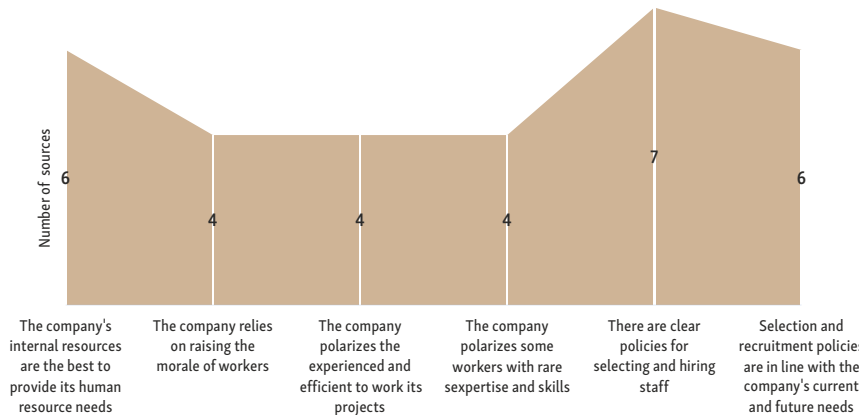 Number of sources
6
4
4
4
7
6
The company's
internal resources
are the best to
provide its human
resource needs
The company relies
on raising the
morale of workers
The company
polarizes the
experienced and
efficient to work its
projects
The company
polarizes some
workers with rare
sexpertise and skills
There are clear
policies for
selecting and hiring
staff
Selection and
recruitment policies
are in line with the
company's current
and future needs